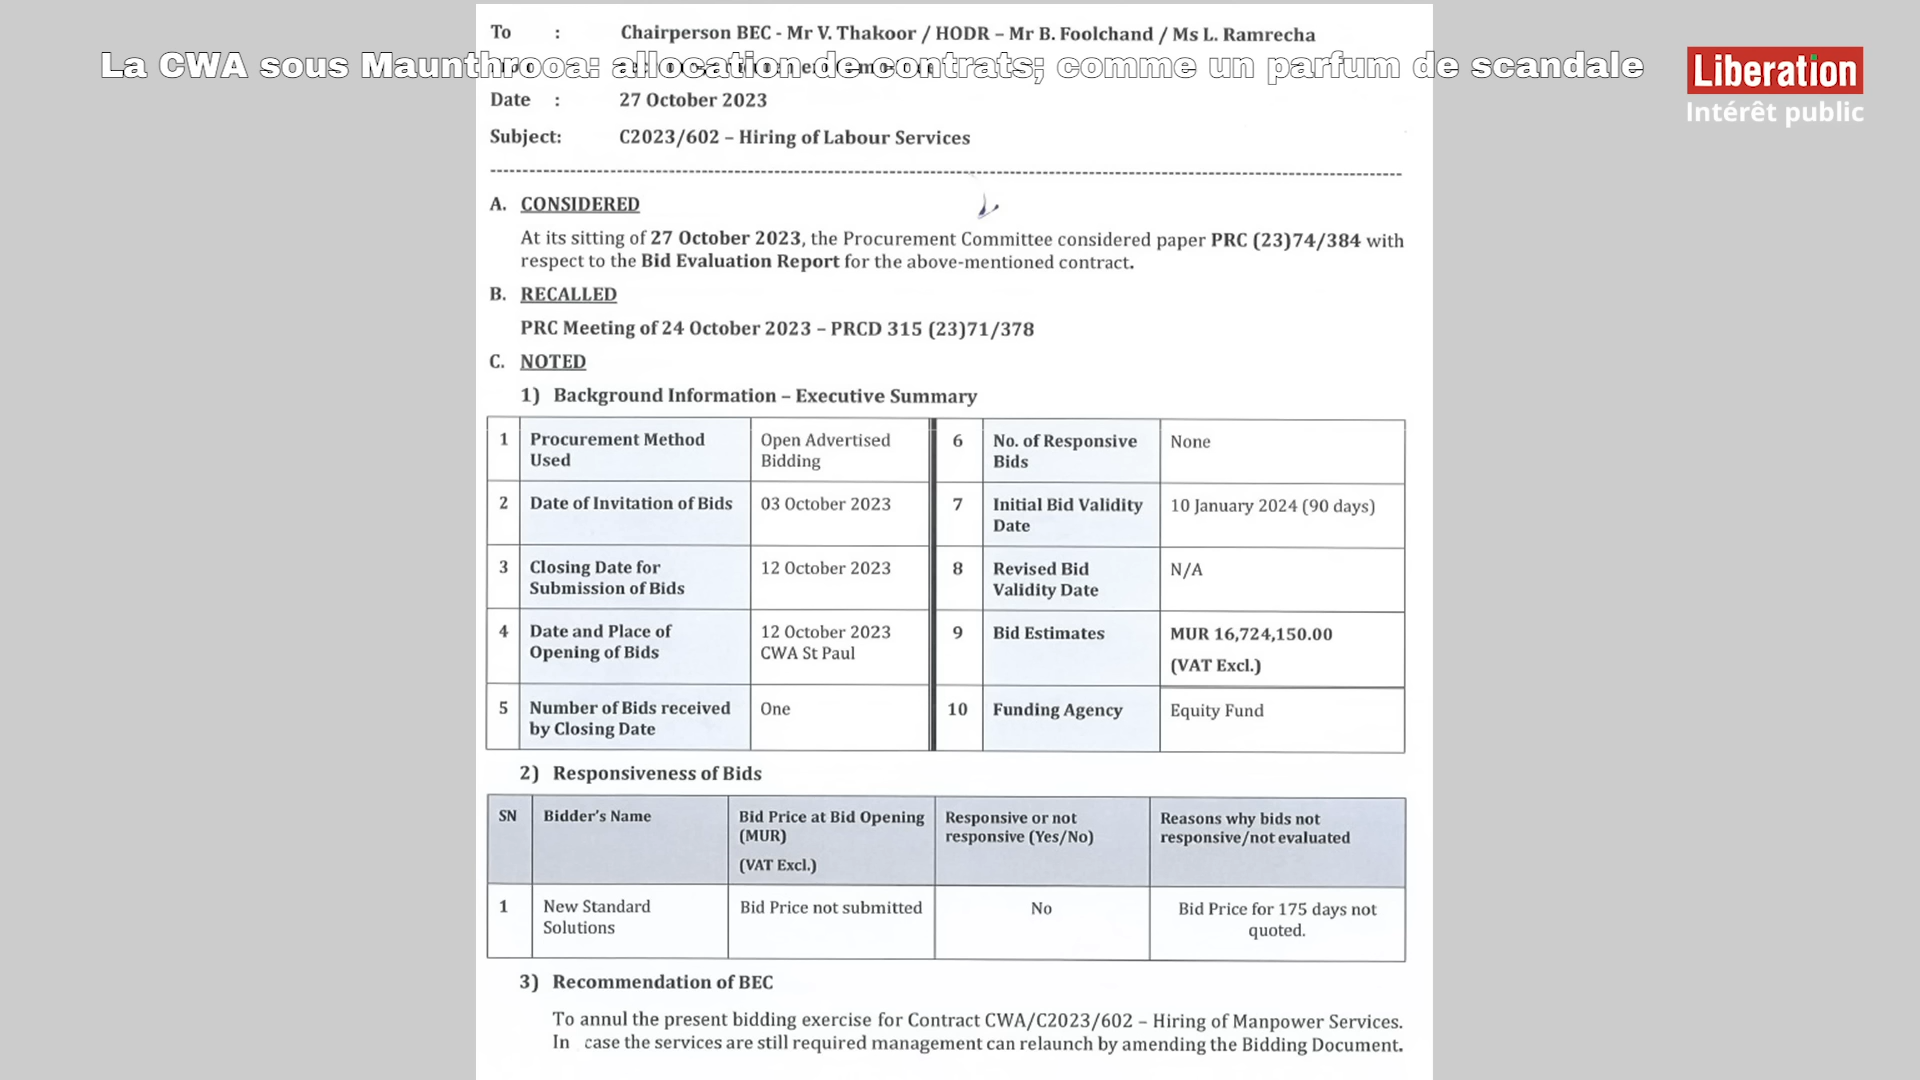 To : Chairperson BEC - Mr V. Thakoor / HODR – Mr B. Foolchand / Ms L. Ramrecha
La CWA sous Maunthrooa: allocation de contrats; comme un parfum de scandale
Liberation
Intérêt public
Date : 27 October 2023
Subject: C2023/602 – Hiring of Labour Services
A. CONSIDERED
At its sitting of 27 October 2023, the Procurement Committee considered paper PRC (23)74/384 with
respect to the Bid Evaluation Report for the above-mentioned contract.
B. RECALLED
PRC Meeting of 24 October 2023 – PRCD 315 (23)71/378
C. NOTED
1) Background Information – Executive Summary
1 Procurement Method Used Open Advertised Bidding 6 No. of Responsive Bids None
2 Date of Invitation of Bids 03 October 2023 7 Initial Bid Validity Date 10 January 2024 (90 days)
3 Closing Date for Submission of Bids 12 October 2023 8 Revised Bid Validity Date N/A
4 Date and Place of Opening of Bids 12 October 2023 CWA St Paul 9 Bid Estimates MUR 16,724,150.00 (VAT Excl.)
5 Number of Bids received by Closing Date One 10 Funding Agency Equity Fund
2) Responsiveness of Bids
SN Bidder's Name Bid Price at Bid Opening (MUR) (VAT Excl.) Responsive or not responsive (Yes/No) Reasons why bids not responsive/not evaluated
1 New Standard Solutions Bid Price not submitted No Bid Price for 175 days not quoted.
3) Recommendation of BEC
To annul the present bidding exercise for Contract CWA/C2023/602 – Hiring of Manpower Services.
In case the services are still required management can relaunch by amending the Bidding Document.